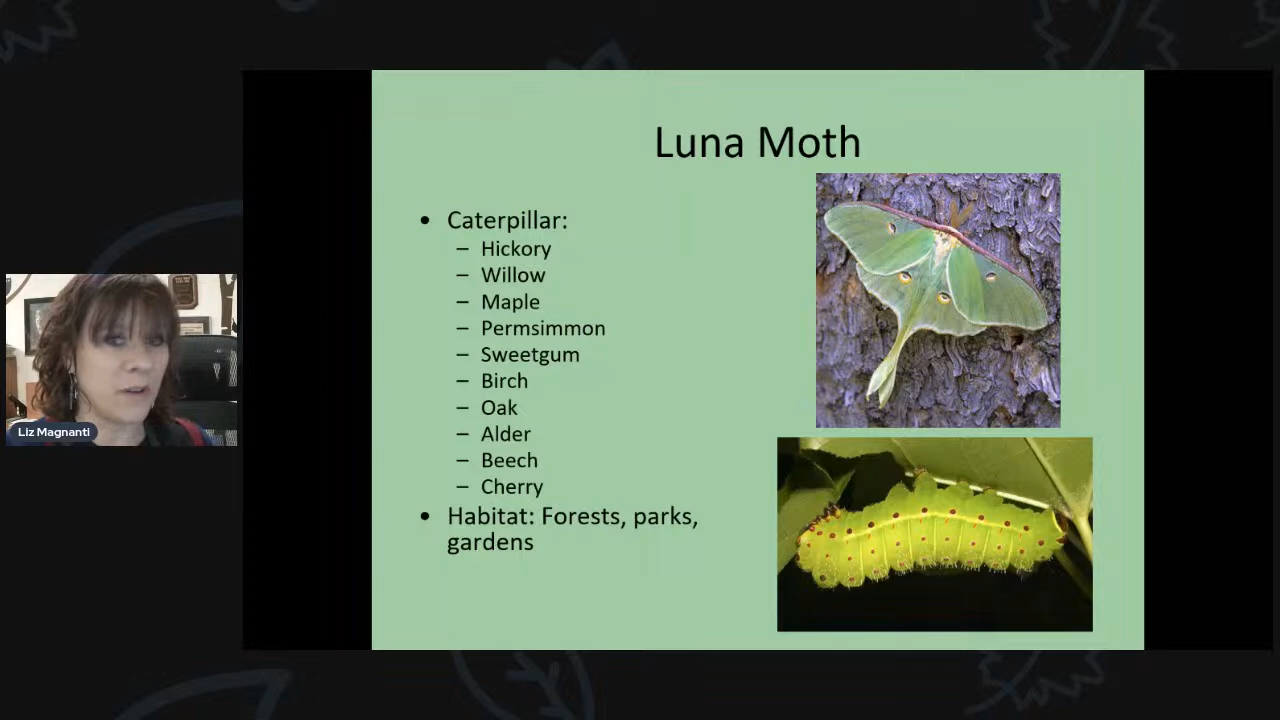 Luna Moth
• Caterpillar:
– Hickory
– Willow
– Maple
– Permsimmon
– Sweetgum
– Birch
– Oak
– Alder
– Beech
– Cherry
• Habitat: Forests, parks,
gardens
Liz Magnanti